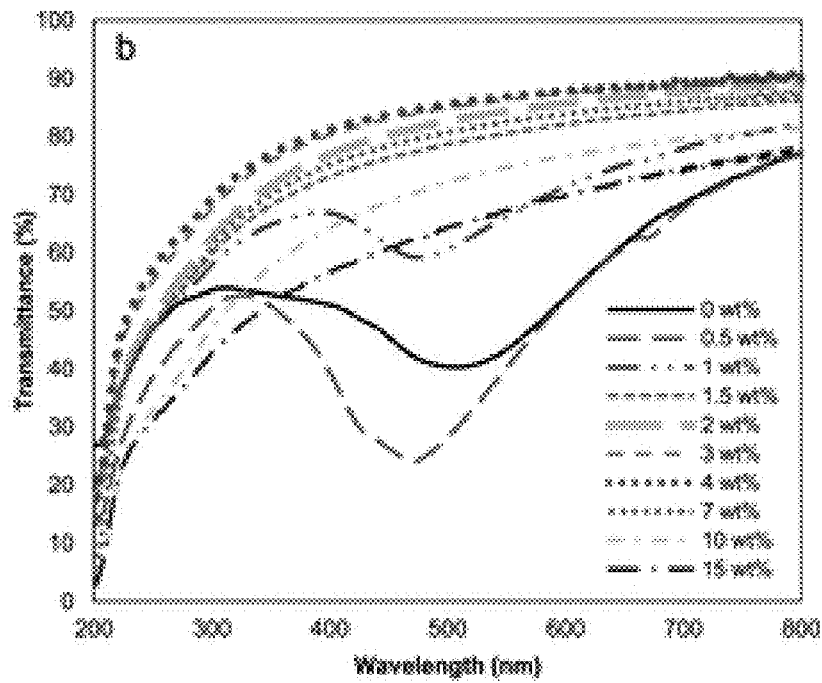 b
100
90
80
70
60
50
40
30
20
10
0
Transmittance (%)
200 300 400 500 600 700 800
Wavelength (nm)
0 wt%
0.5 wt%
1 wt%
1.5 wt%
2 wt%
3 wt%
4 wt%
7 wt%
10 wt%
15 wt%